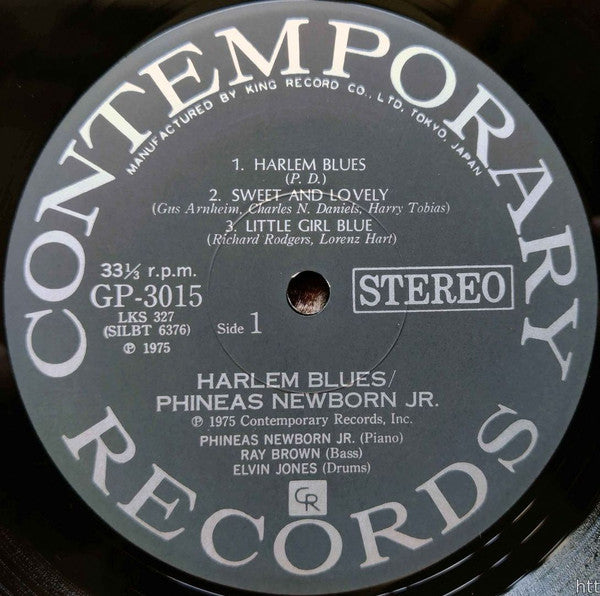 CONTEMPORARY
MANUFACTURED BY KING RECORD CO., LTD. TOKYO, JAPAN
1. HARLEM BLUES
(P. D.)
2. SWEET AND LOVELY
(Gus Arnheim, Charles N. Daniels, Harry Tobias)
3. LITTLE GIRL BLUE
(Richard Rodgers, Lorenz Hart)
33⅓ r.p.m.
GP-3015
LKS 327
(SILBT 6376)
℗ 1975
Side 1
STEREO
HARLEM BLUES/
PHINEAS NEWBORN JR.
℗ 1975 Contemporary Records, Inc.
PHINEAS NEWBORN JR. (Piano)
RAY BROWN (Bass)
ELVIN JONES (Drums)
CR
RECORDS
htt